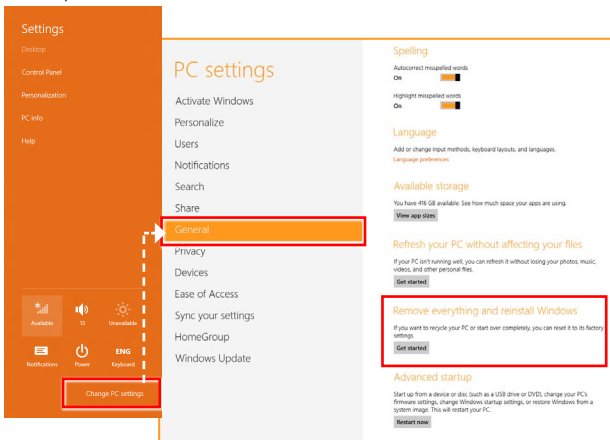 Settings
Desktop
Control Panel
Personalization
PC info
Help
Available
12
Unavailable
Notifications
Power
ENG
Keyboard
Change PC settings
PC settings
Activate Windows
Personalize
Users
Notifications
Search
Share
General
Privacy
Devices
Ease of Access
Sync your settings
HomeGroup
Windows Update
Spelling
Autocorrect misspelled words
On
Highlight misspelled words
On
Language
Add or change input methods, keyboard layouts, and languages.
Language preferences
Available storage
You have 416 GB available. See how much space your apps are using.
View app sizes
Refresh your PC without affecting your files
If your PC isn't running well, you can refresh it without losing your photos, music,
videos, and other personal files.
Get started
Remove everything and reinstall Windows
If you want to recycle your PC or start over completely, you can reset it to its factory
settings.
Get started
Advanced startup
Start up from a device or disc (such as a USB drive or DVD), change your PC's
firmware settings, change Windows startup settings, or restore Windows from a
system image. This will restart your PC.
Restart now